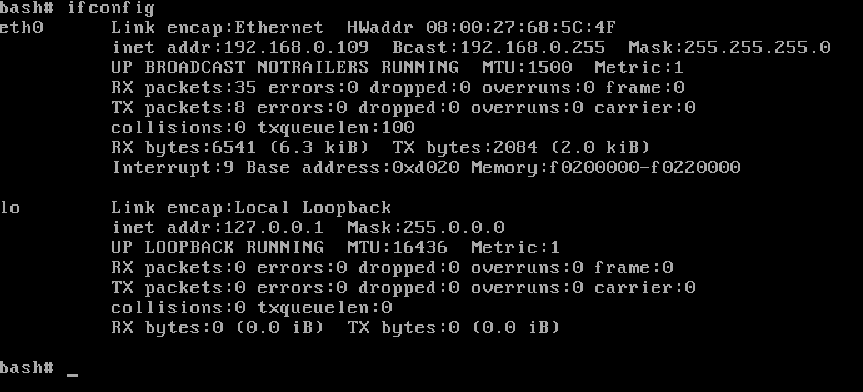 bash# ifconfig
eth0      Link encap:Ethernet  HWaddr 08:00:27:68:5C:4F
          inet addr:192.168.0.109  Bcast:192.168.0.255  Mask:255.255.255.0
          UP BROADCAST NOTRAILERS RUNNING  MTU:1500  Metric:1
          RX packets:35 errors:0 dropped:0 overruns:0 frame:0
          TX packets:8 errors:0 dropped:0 overruns:0 carrier:0
          collisions:0 txqueuelen:100
          RX bytes:6541 (6.3 kiB)  TX bytes:2084 (2.0 kiB)
          Interrupt:9 Base address:0xd020 Memory:f0200000-f0220000

lo        Link encap:Local Loopback
          inet addr:127.0.0.1  Mask:255.0.0.0
          UP LOOPBACK RUNNING  MTU:16436  Metric:1
          RX packets:0 errors:0 dropped:0 overruns:0 frame:0
          TX packets:0 errors:0 dropped:0 overruns:0 carrier:0
          collisions:0 txqueuelen:0
          RX bytes:0 (0.0 iB)  TX bytes:0 (0.0 iB)

bash# _